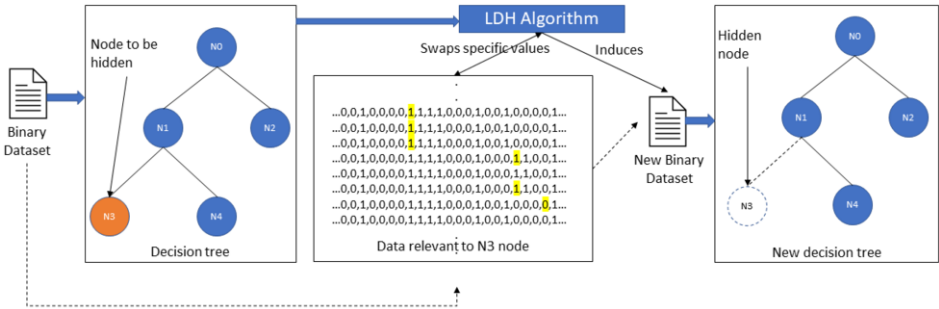 LDH Algorithm
Swaps specific values
Induces
Node to be
hidden
N0
N1
N2
N3
N4
Decision tree
Binary
Dataset
...0,0,1,0,0,0,0,1,1,1,1,0,0,0,1,0,0,1,0,0,0,0,1...
...0,0,1,0,0,0,0,1,1,1,1,0,0,0,1,0,0,1,0,0,0,0,1...
...0,0,1,0,0,0,0,1,1,1,1,0,0,0,1,0,0,1,0,0,0,0,1...
...0,0,1,0,0,0,0,1,1,1,1,0,0,0,1,0,0,0,1,1,0,0,1...
...0,0,1,0,0,0,0,1,1,1,1,0,0,0,1,0,0,0,1,1,0,0,1...
...0,0,1,0,0,0,0,1,1,1,1,0,0,0,1,0,0,0,1,1,0,0,1...
...0,0,1,0,0,0,0,1,1,1,1,0,0,0,1,0,0,1,0,0,0,0,1...
...0,0,1,0,0,0,0,1,1,1,1,0,0,0,1,0,0,1,0,0,0,0,1...
Data relevant to N3 node
New Binary
Dataset
Hidden
node
N0
N1
N2
N3
N4
New decision tree